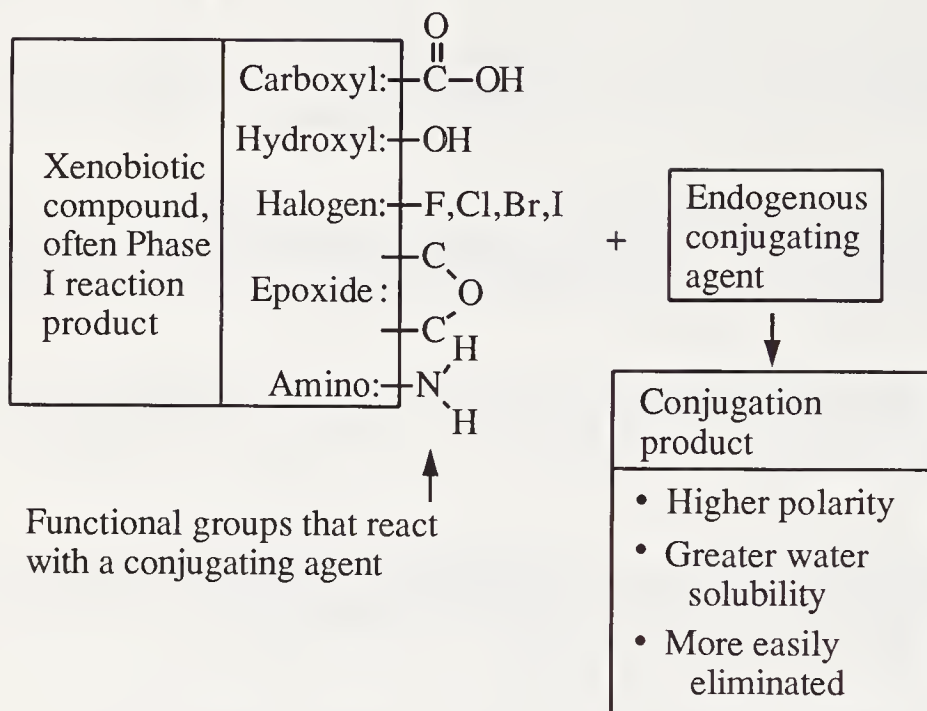 O
Carboxyl: C—OH
Hydroxyl: OH
Xenobiotic
compound,
often Phase
I reaction
product
Halogen: F,Cl,Br,I
C
Epoxide : O
C
H
Amino: N
H
+
Endogenous
conjugating
agent
Functional groups that react
with a conjugating agent
Conjugation
product
• Higher polarity
• Greater water
solubility
• More easily
eliminated